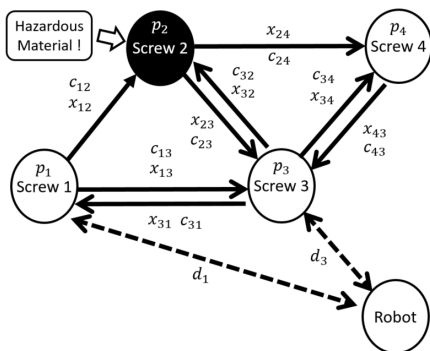 Hazardous
Material !
p₂
Screw 2
x₂₄
c₂₄
p₄
Screw 4
c₁₂
x₁₂
c₃₂
x₃₂
c₃₄
x₃₄
x₂₃
c₂₃
x₄₃
c₄₃
c₁₃
x₁₃
p₁
Screw 1
p₃
Screw 3
x₃₁ c₃₁
d₁
d₃
Robot